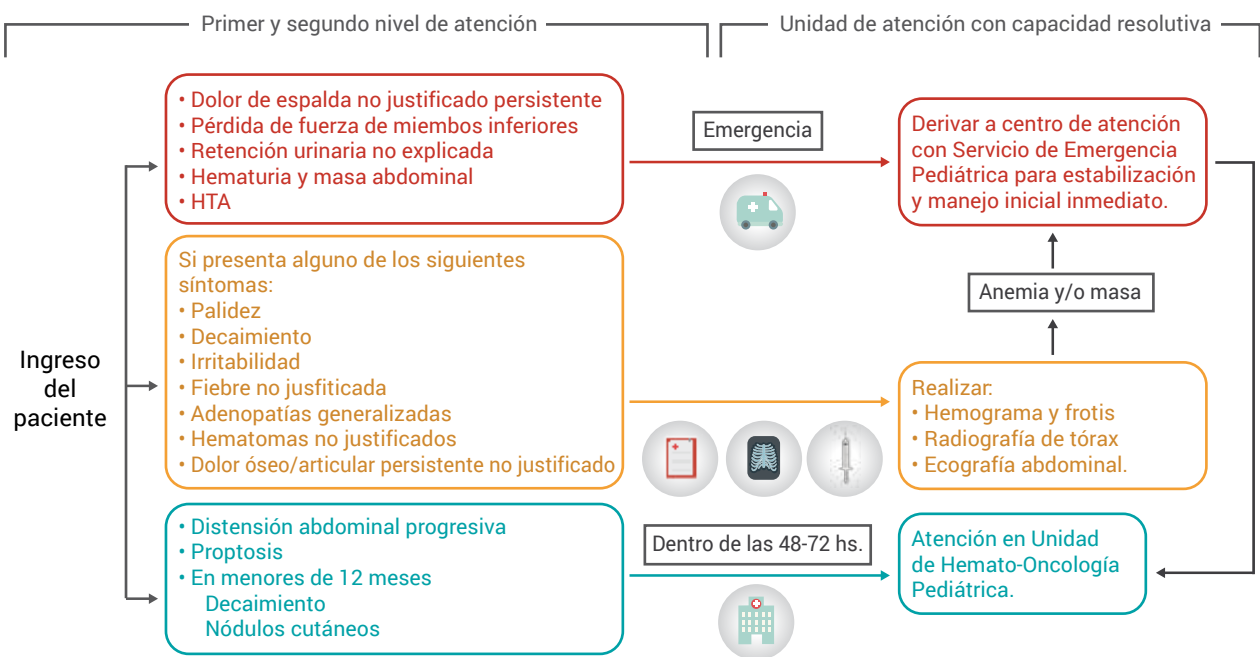 Primer y segundo nivel de atención
Unidad de atención con capacidad resolutiva
Ingreso
del
paciente
• Dolor de espalda no justificado persistente
• Pérdida de fuerza de miembos inferiores
• Retención urinaria no explicada
• Hematuria y masa abdominal
• HTA
Emergencia
Derivar a centro de atención
con Servicio de Emergencia
Pediátrica para estabilización
y manejo inicial inmediato.
Si presenta alguno de los siguientes
síntomas:
• Palidez
• Decaimiento
• Irritabilidad
• Fiebre no jusfiticada
• Adenopatías generalizadas
• Hematomas no justificados
• Dolor óseo/articular persistente no justificado
Anemia y/o masa
Realizar:
• Hemograma y frotis
• Radiografía de tórax
• Ecografía abdominal.
• Distensión abdominal progresiva
• Proptosis
• En menores de 12 meses
Decaimiento
Nódulos cutáneos
Dentro de las 48-72 hs.
Atención en Unidad
de Hemato-Oncología
Pediátrica.